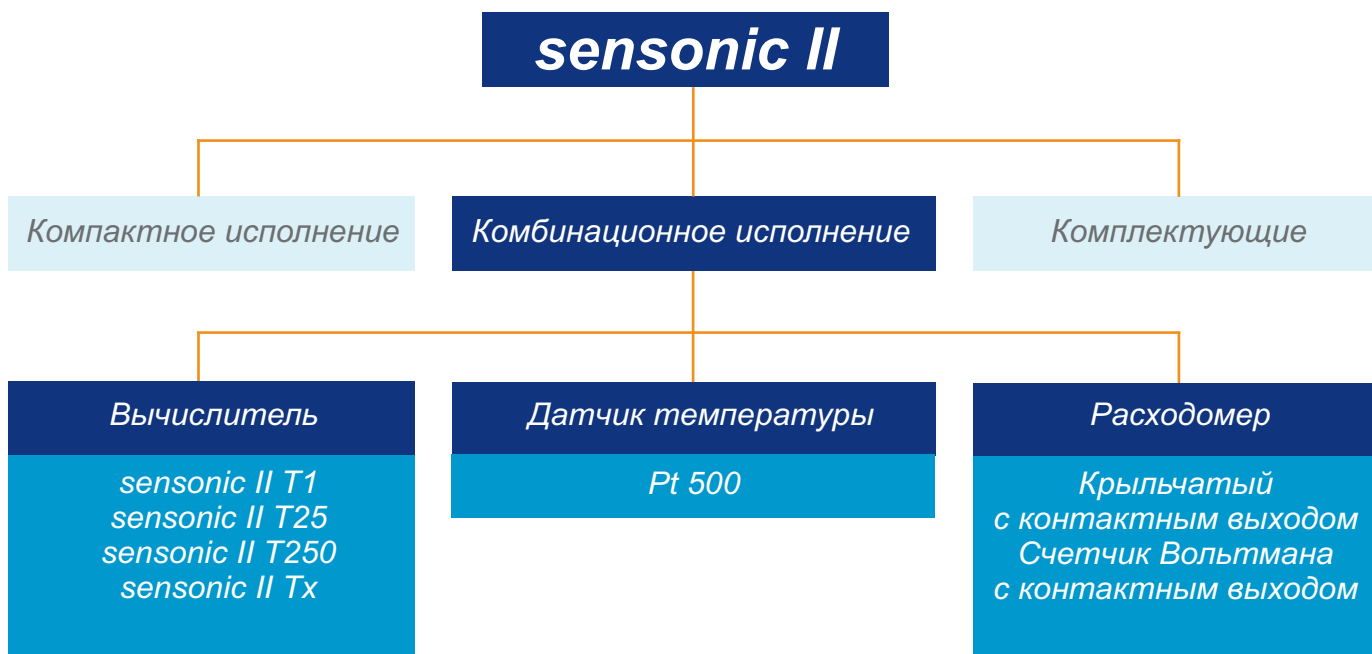 sensonic II
Компактное исполнение
Комбинационное исполнение
Комплектующие
Вычислитель
sensonic II T1
sensonic II T25
sensonic II T250
sensonic II Tx
Датчик температуры
Pt 500
Расходомер
Крыльчатый
с контактным выходом
Счетчик Вольтмана
с контактным выходом